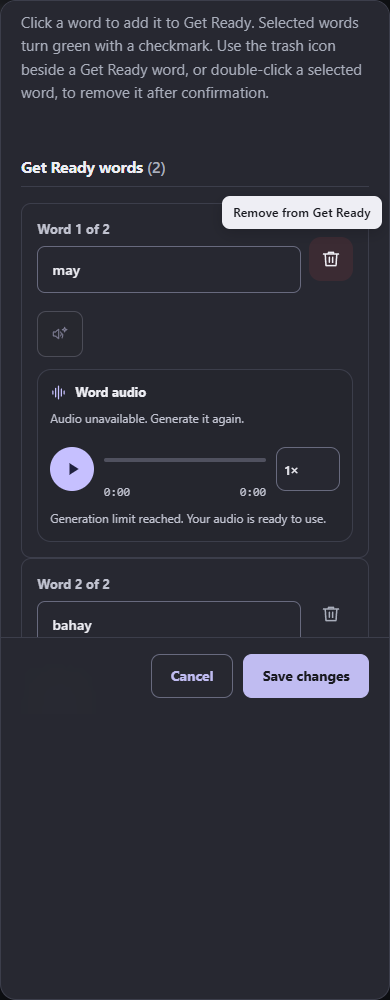 Click a word to add it to Get Ready. Selected words
turn green with a checkmark. Use the trash icon
beside a Get Ready word, or double-click a selected
word, to remove it after confirmation.
Get Ready words (2)
Remove from Get Ready
Word 1 of 2
may
Word audio
Audio unavailable. Generate it again.
1×
0:00 0:00
Generation limit reached. Your audio is ready to use.
Word 2 of 2
bahay
Cancel Save changes